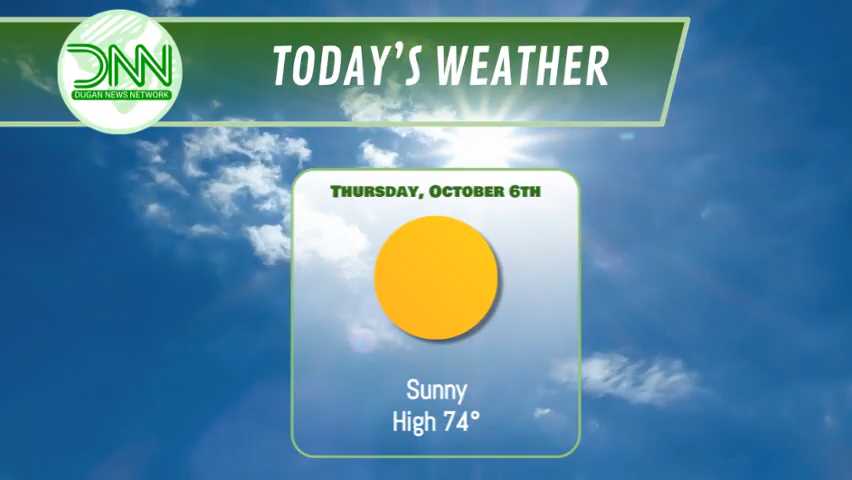 DNN
DUGAN NEWS NETWORK
TODAY'S WEATHER
THURSDAY, OCTOBER 6TH
Sunny
High 74°